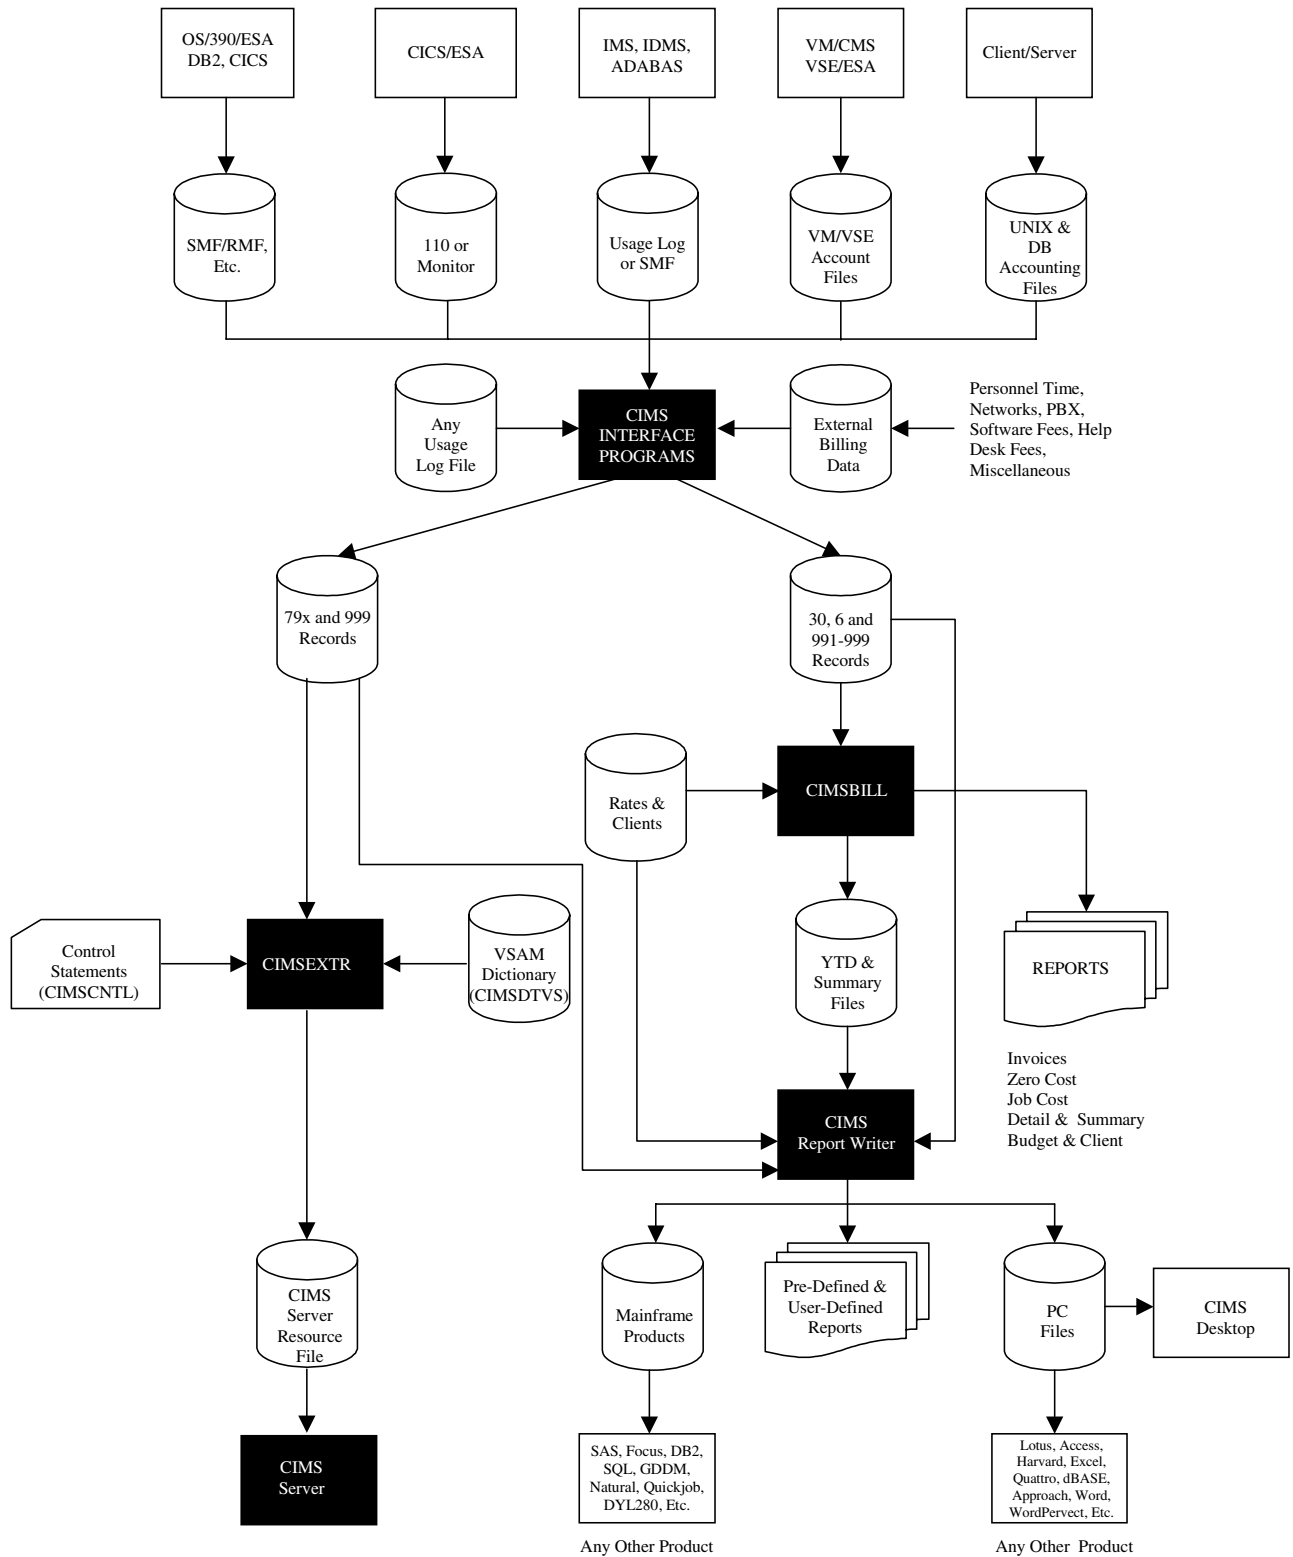 OS/390/ESA
DB2, CICS
CICS/ESA
IMS, IDMS,
ADABAS
VM/CMS
VSE/ESA
Client/Server
SMF/RMF,
Etc.
110 or
Monitor
Usage Log
or SMF
VM/VSE
Account
Files
UNIX &
DB
Accounting
Files
Any
Usage
Log File
CIMS
INTERFACE
PROGRAMS
External
Billing
Data
Personnel Time,
Networks, PBX,
Software Fees, Help
Desk Fees,
Miscellaneous
79x and 999
Records
30, 6 and
991-999
Records
Rates &
Clients
CIMSBILL
Control
Statements
(CIMSCNTL)
CIMSEXTR
VSAM
Dictionary
(CIMSDTVS)
YTD &
Summary
Files
REPORTS
Invoices
Zero Cost
Job Cost
Detail & Summary
Budget & Client
CIMS
Report Writer
CIMS
Server
Resource
File
Mainframe
Products
Pre-Defined &
User-Defined
Reports
PC
Files
CIMS
Desktop
CIMS
Server
SAS, Focus, DB2,
SQL, GDDM,
Natural, Quickjob,
DYL280, Etc.
Any Other Product
Lotus, Access,
Harvard, Excel,
Quattro, dBASE,
Approach, Word,
WordPervect, Etc.
Any Other Product